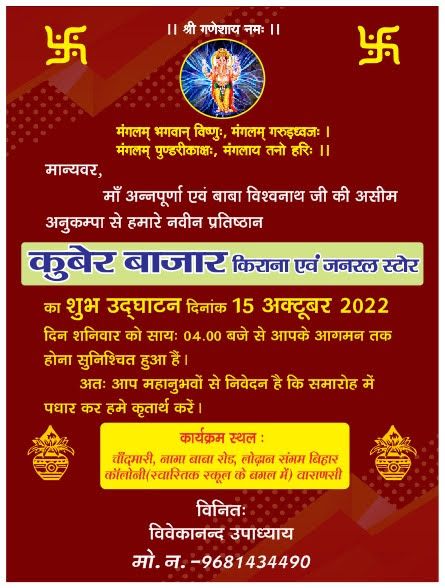 ।। श्री गणेशाय नमः ।।
मंगलम् भगवान् विष्णुः, मंगलम् गरुड़ध्वजः ।
मंगलम् पुण्डरीकाक्षः, मंगलाय तनो हरिः ।।
मान्यवर,
माँ अन्नपूर्णा एवं बाबा विश्वनाथ जी की असीम
अनुकम्पा से हमारे नवीन प्रतिष्ठान
कुबेर बाजार किराना एवं जनरल स्टोर
का शुभ उद्घाटन दिनांक 15 अक्टूबर 2022
दिन शनिवार को सायः 04.00 बजे से आपके आगमन तक
होना सुनिश्चित हुआ हैं ।
अतः आप महानुभवों से निवेदन है कि समारोह में
पधार कर हमे कृतार्थ करें ।
कार्यक्रम स्थल :
चाँदमारी, नागा बाबा रोड, लोढ़ान संगम बिहार
कॉलोनी(स्वास्तिक स्कूल के बगल में) वाराणसी
विनितः
विवेकानन्द उपाध्याय
मो.न.-9681434490